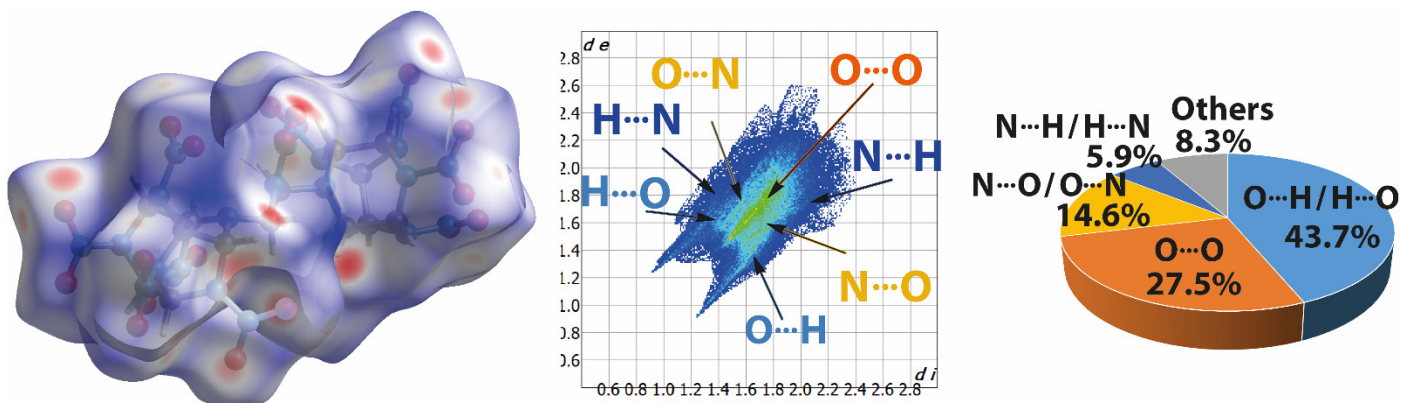 d e
2.8
2.6
2.4
2.2
2.0
1.8
1.6
1.4
1.2
1.0
0.8
0.6
0.6 0.8 1.0 1.2 1.4 1.6 1.8 2.0 2.2 2.4 2.6 2.8
d i
O···N
O···O
H···N
N···H
H···O
N···O
O···H
Others
8.3%
N···H/H···N
5.9%
N···O/O···N
14.6%
O···H/H···O
43.7%
O···O
27.5%